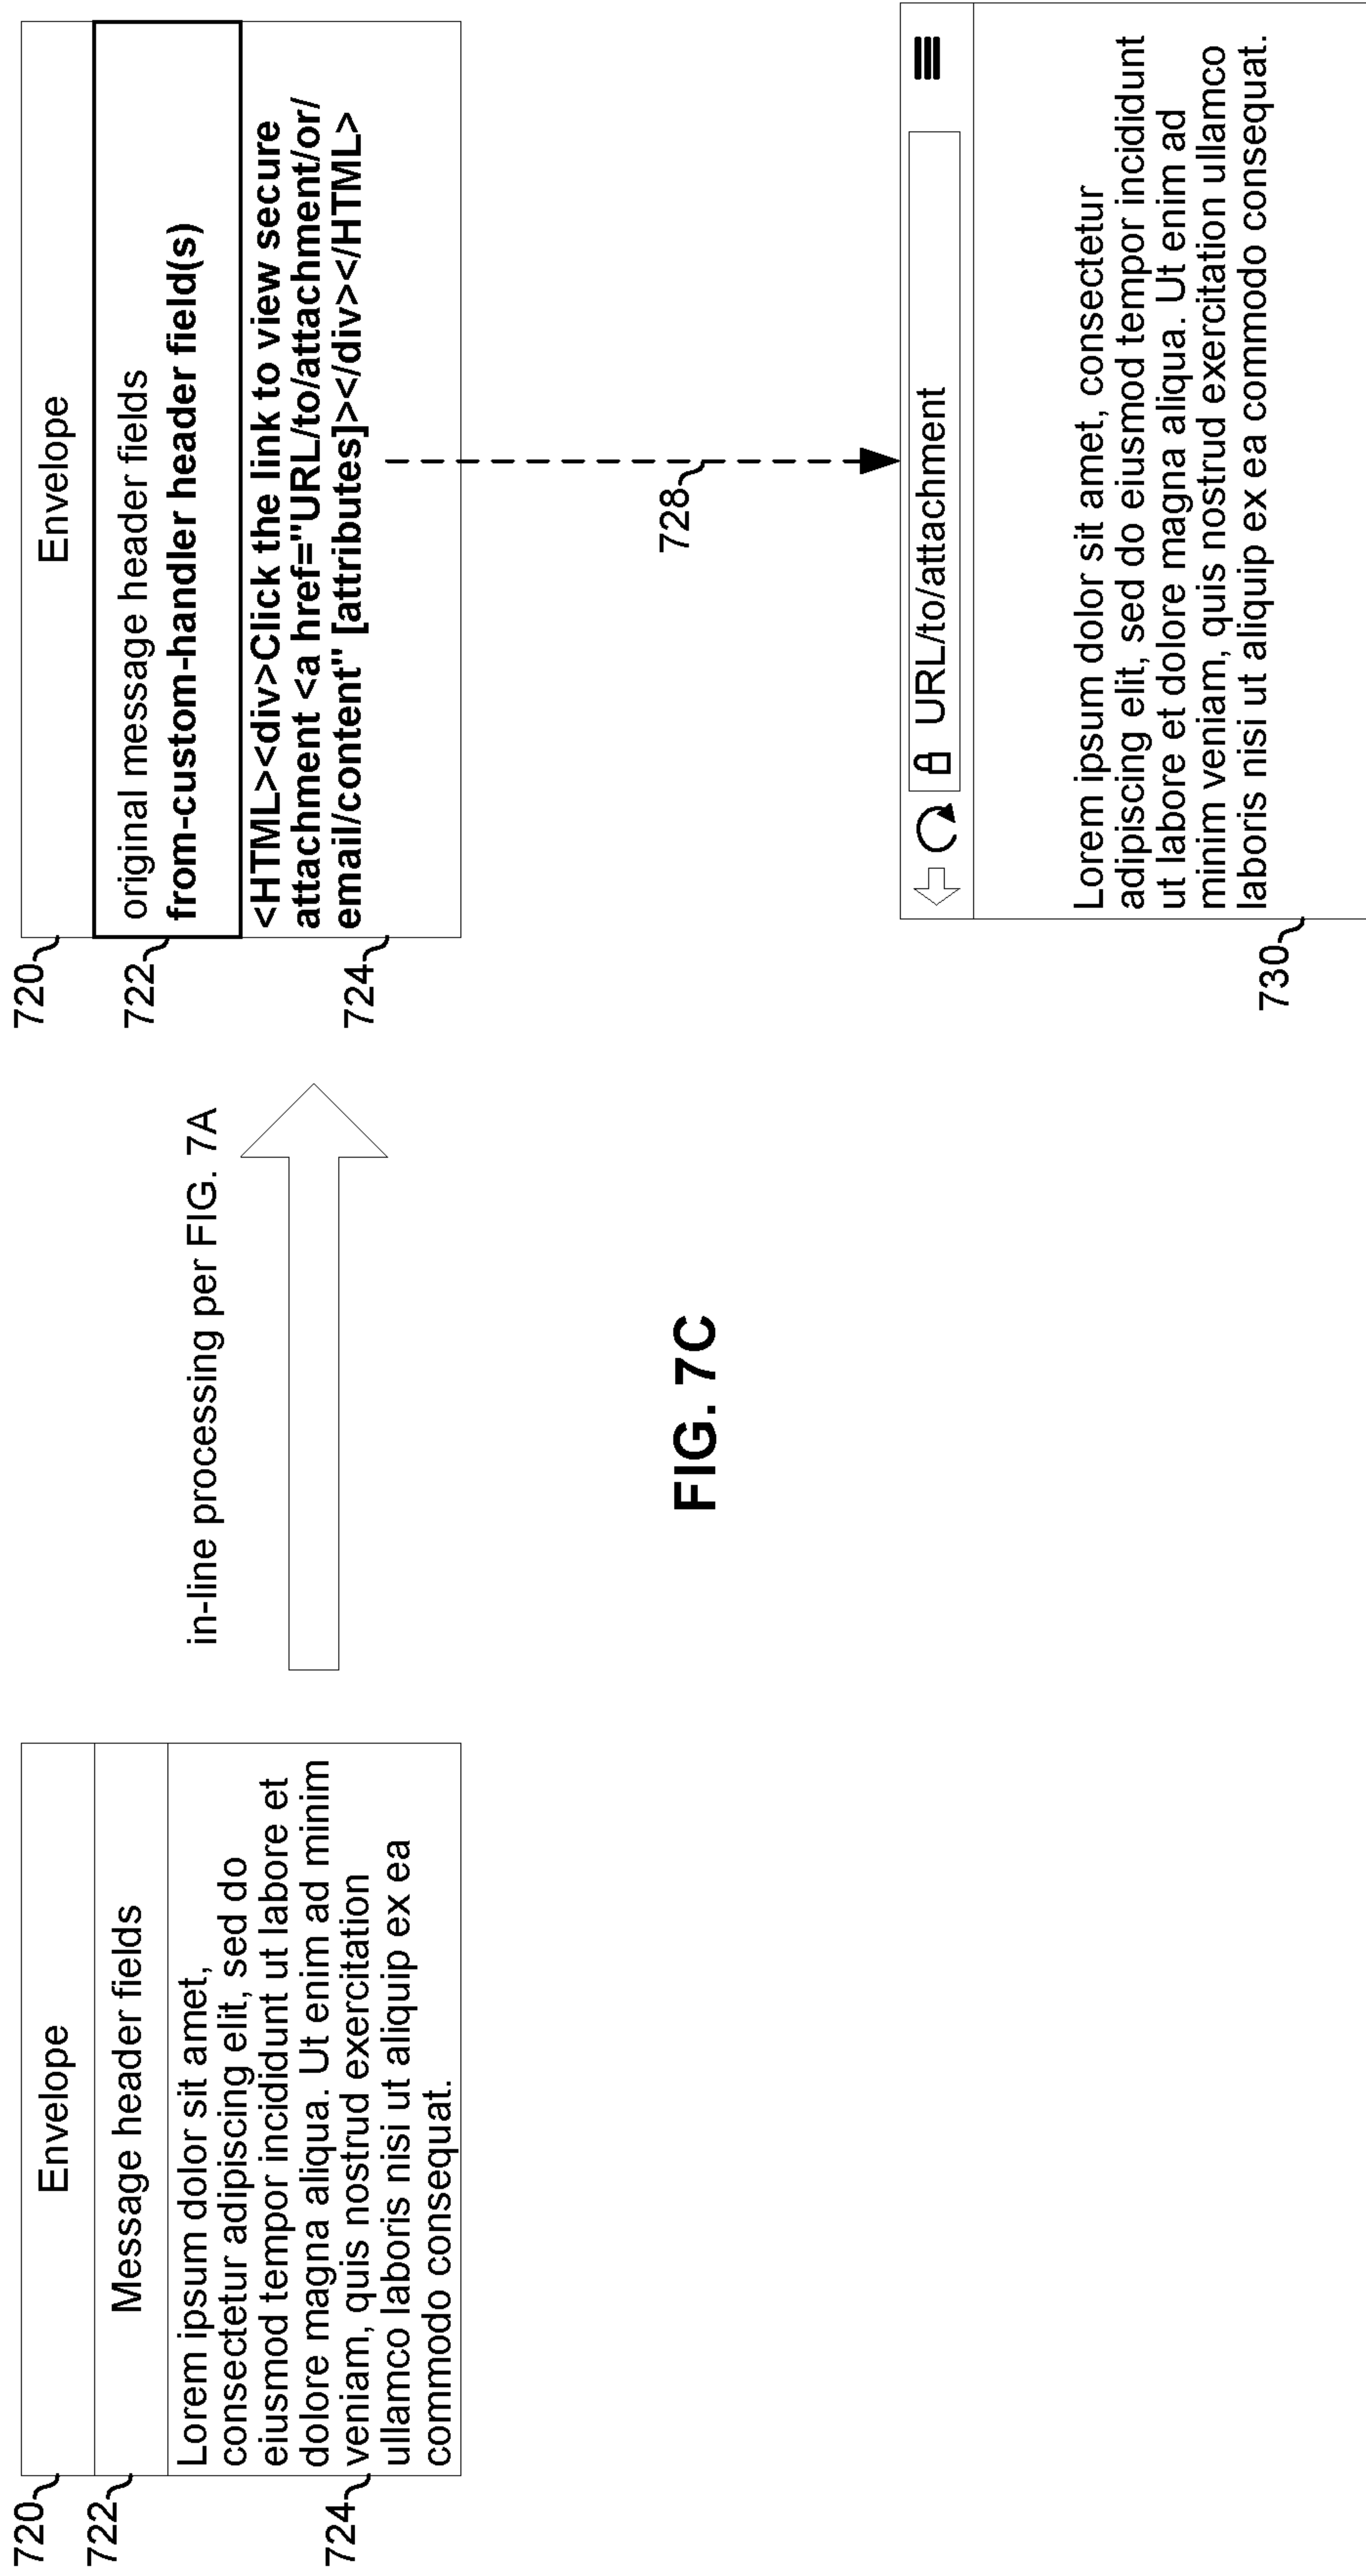 720
Envelope
722
Message header fields
724
Lorem ipsum dolor sit amet,
consectetur adipiscing elit, sed do
eiusmod tempor incididunt ut labore et
dolore magna aliqua. Ut enim ad minim
veniam, quis nostrud exercitation
ullamco laboris nisi ut aliquip ex ea
commodo consequat.
in-line processing per FIG. 7A
720
Envelope
722
original message header fields
from-custom-handler header field(s)
724
<HTML><div>Click the link to view secure
attachment <a href="URL/to/attachment/or/
email/content" [attributes]></div></HTML>
728
URL/to/attachment
Lorem ipsum dolor sit amet, consectetur
adipiscing elit, sed do eiusmod tempor incididunt
ut labore et dolore magna aliqua. Ut enim ad
minim veniam, quis nostrud exercitation ullamco
laboris nisi ut aliquip ex ea commodo consequat.
730
FIG. 7C